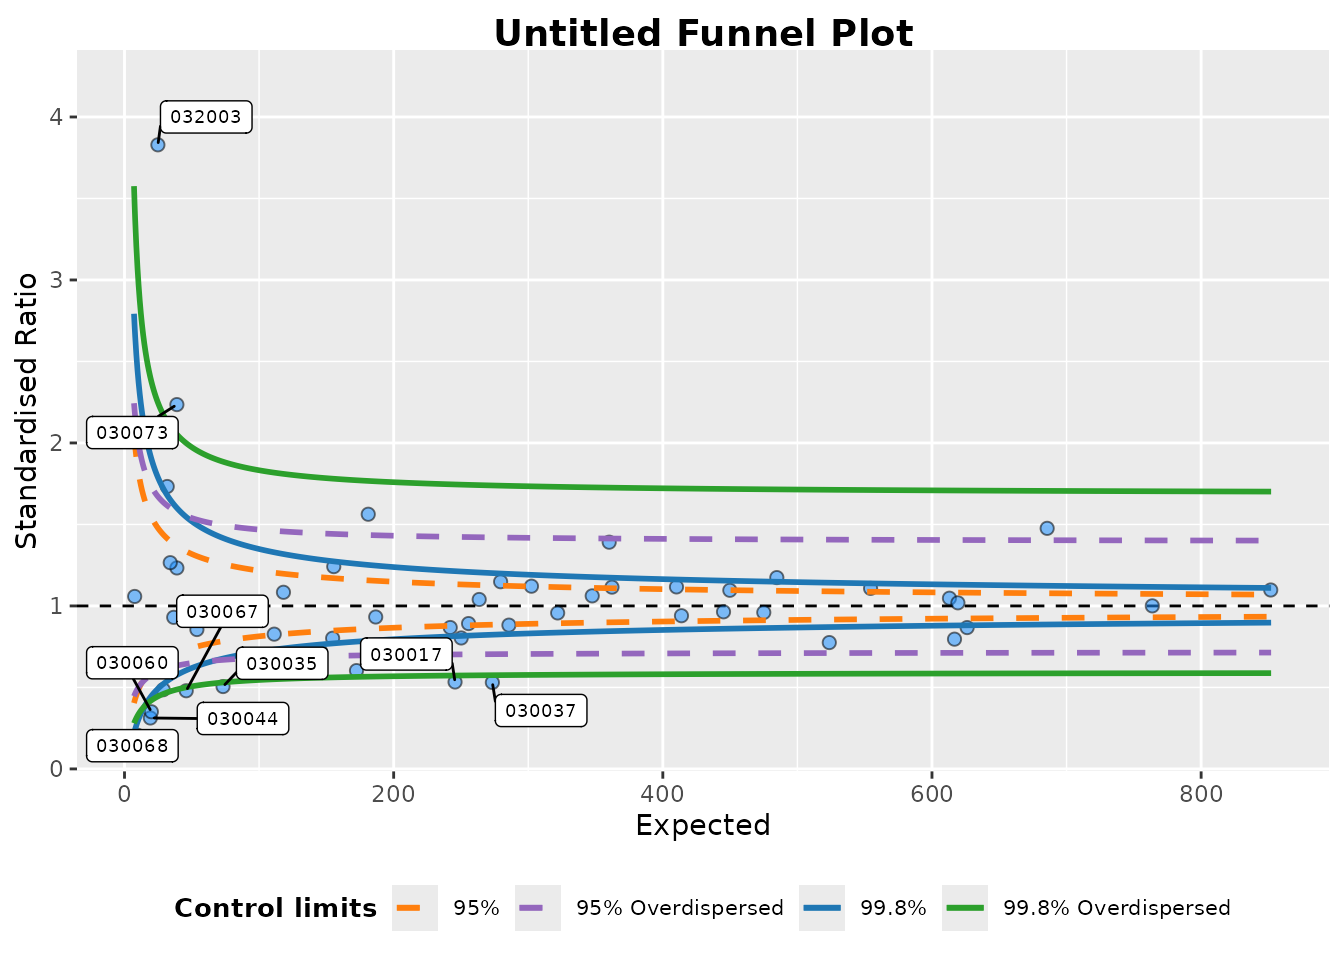 Untitled Funnel Plot
Standardised Ratio
4
3
2
1
0
032003
030073
030067
030060
030035
030017
030044
030037
030068
0 200 400 600 800
Expected
Control limits 95% 95% Overdispersed 99.8% 99.8% Overdispersed